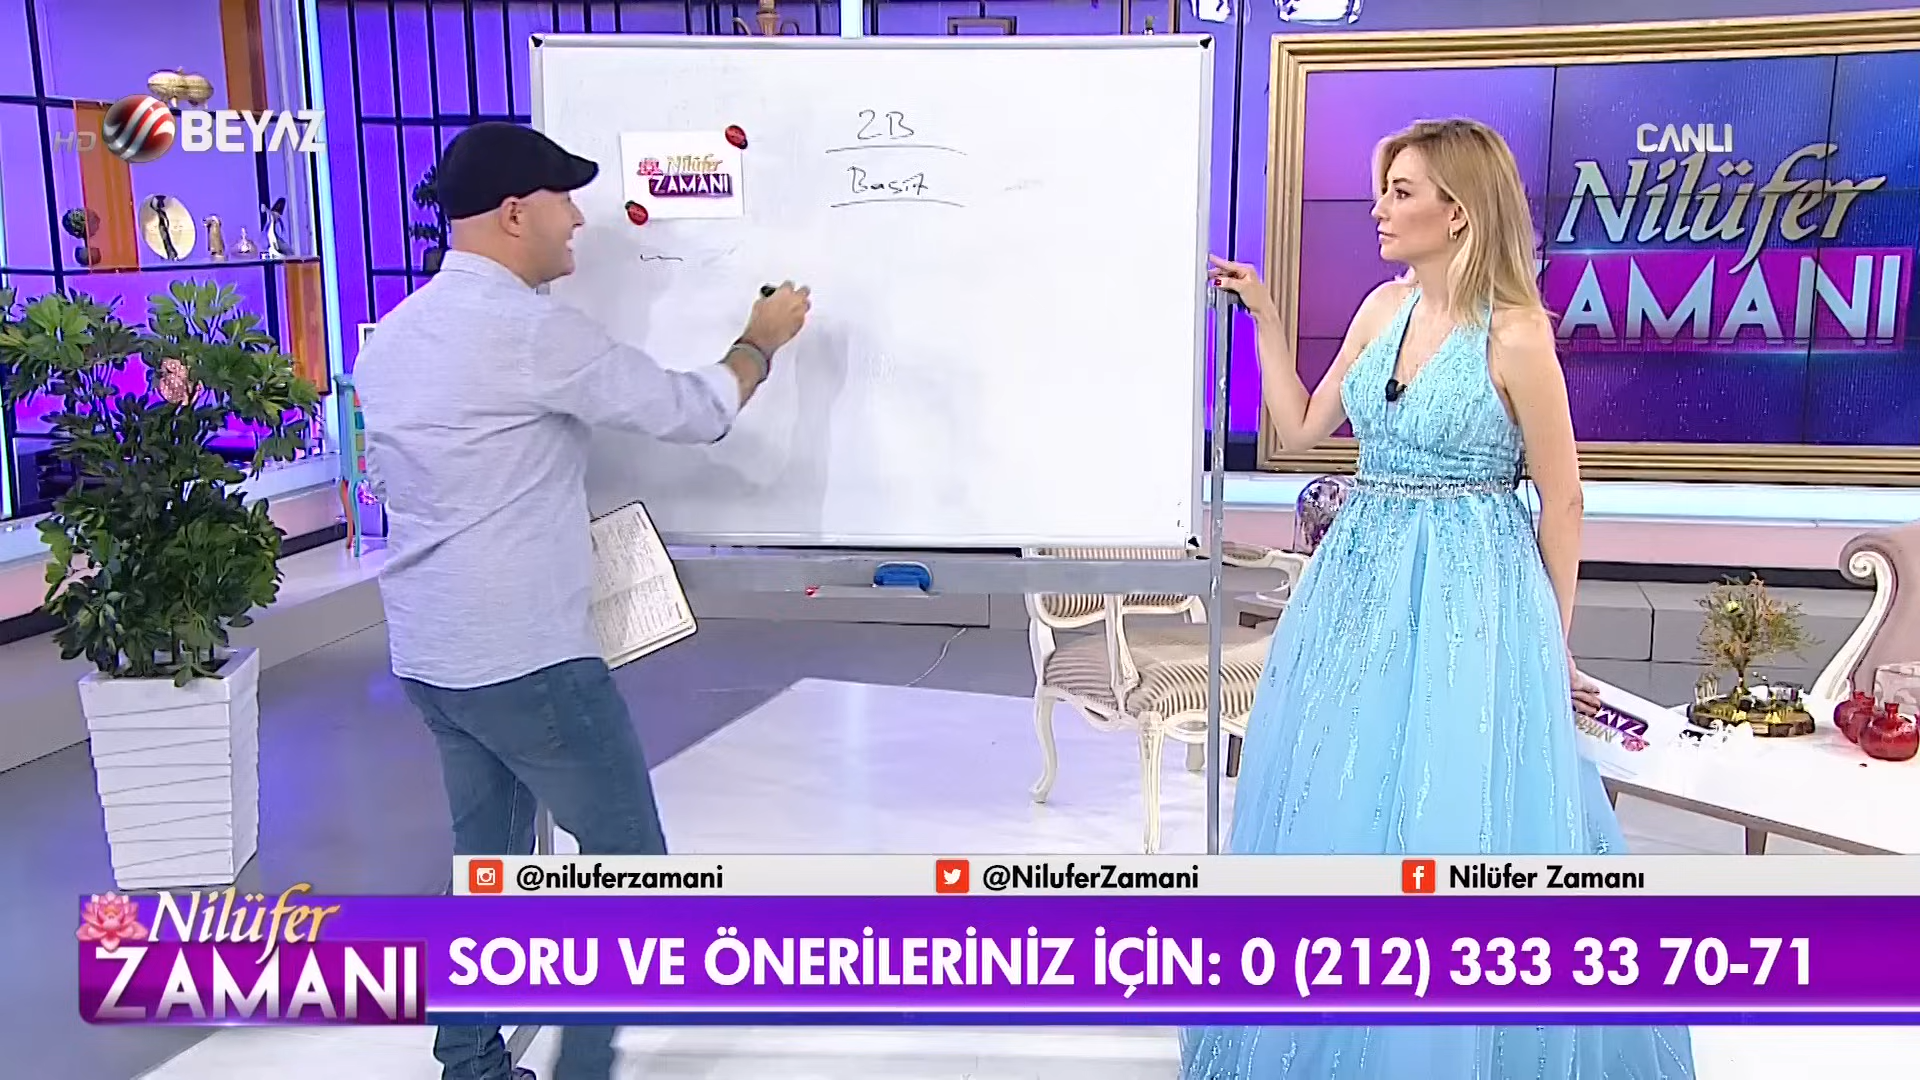 HD BEYAZ
2B
Basit
Nilüfer
ZAMANI
CANLI
Nilüfer
ZAMANI
@niluferzamani
@NiluferZamani
Nilüfer Zamanı
Nilüfer
ZAMANI
SORU VE ÖNERİLERİNİZ İÇİN: 0 (212) 333 33 70-71